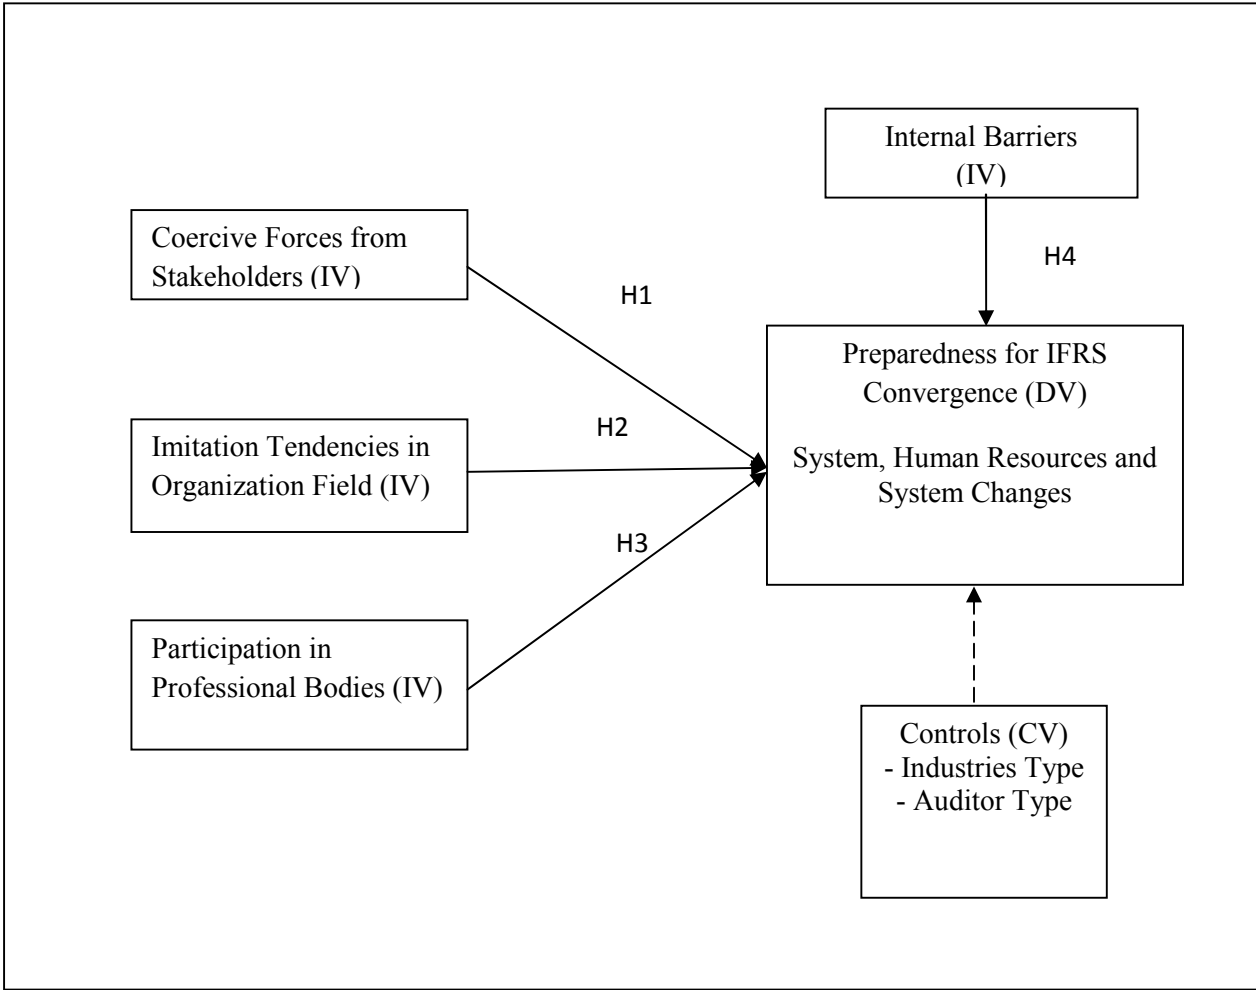 Internal Barriers
(IV)
Coercive Forces from
Stakeholders (IV)
H4
H1
Preparedness for IFRS
Convergence (DV)
System, Human Resources and
System Changes
H2
Imitation Tendencies in
Organization Field (IV)
H3
Participation in
Professional Bodies (IV)
Controls (CV)
- Industries Type
- Auditor Type